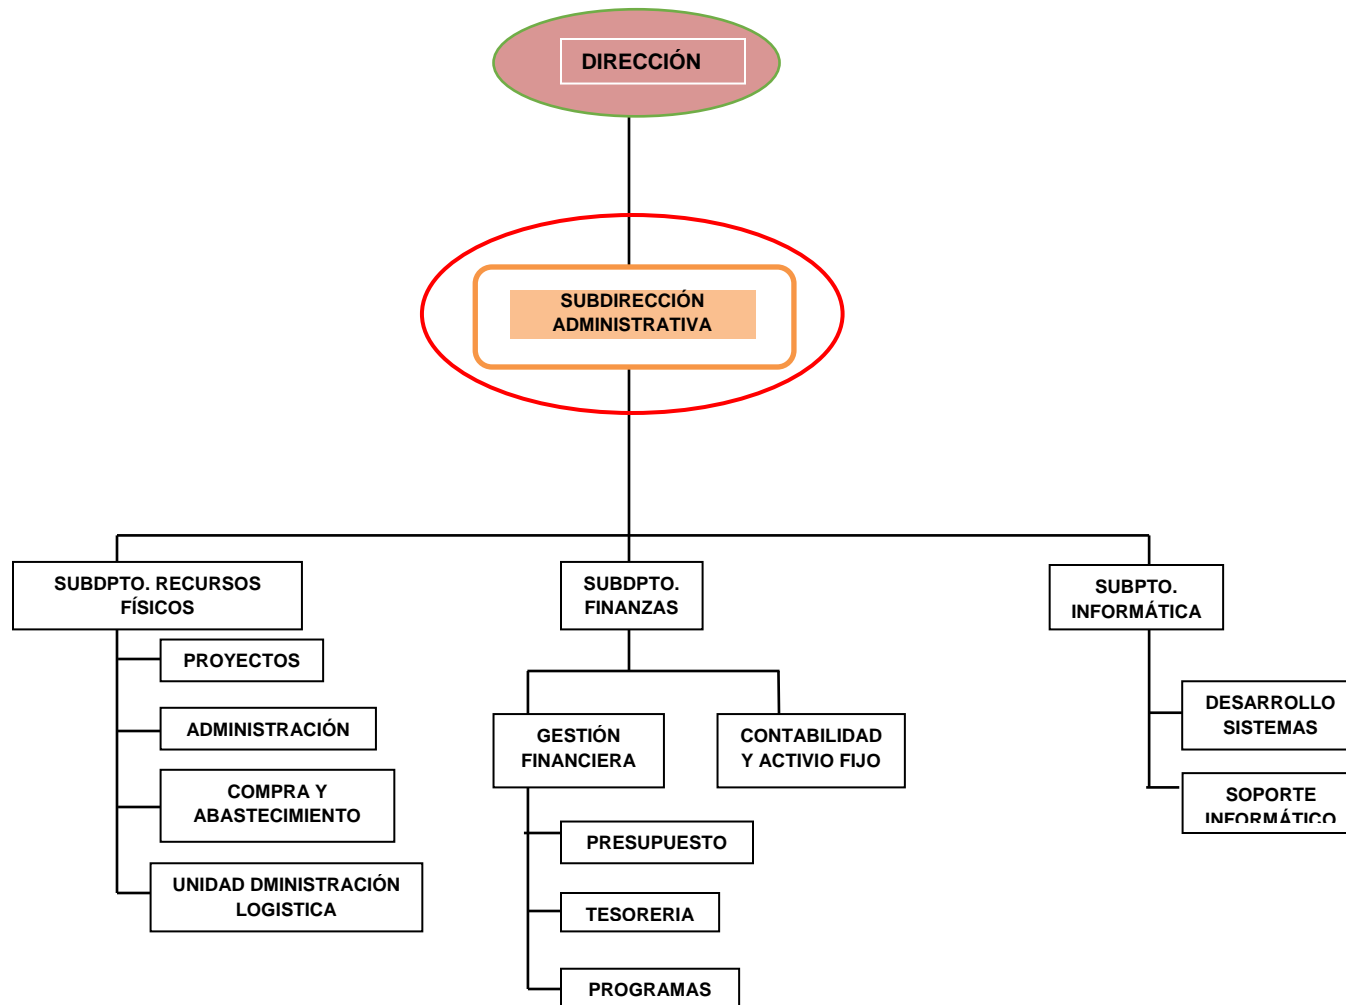 DIRECCIÓN
SUBDIRECCIÓN
ADMINISTRATIVA
SUBDPTO. RECURSOS
FÍSICOS
PROYECTOS
ADMINISTRACIÓN
COMPRA Y
ABASTECIMIENTO
UNIDAD DMINISTRACIÓN
LOGISTICA
SUBDPTO.
FINANZAS
GESTIÓN
FINANCIERA
CONTABILIDAD
Y ACTIVIO FIJO
PRESUPUESTO
TESORERIA
PROGRAMAS
SUBPTO.
INFORMÁTICA
DESARROLLO
SISTEMAS
SOPORTE
INFORMÁTICO